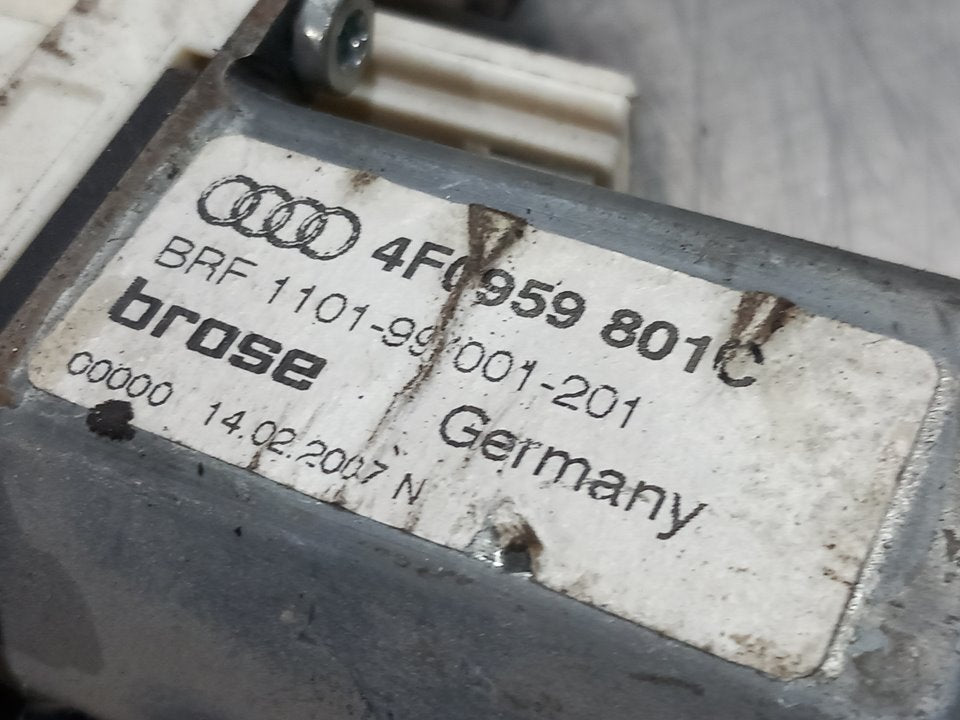 4F0959 801C
BRF 1101-99 001-201
brose
Germany
00000 14.02.2007 N